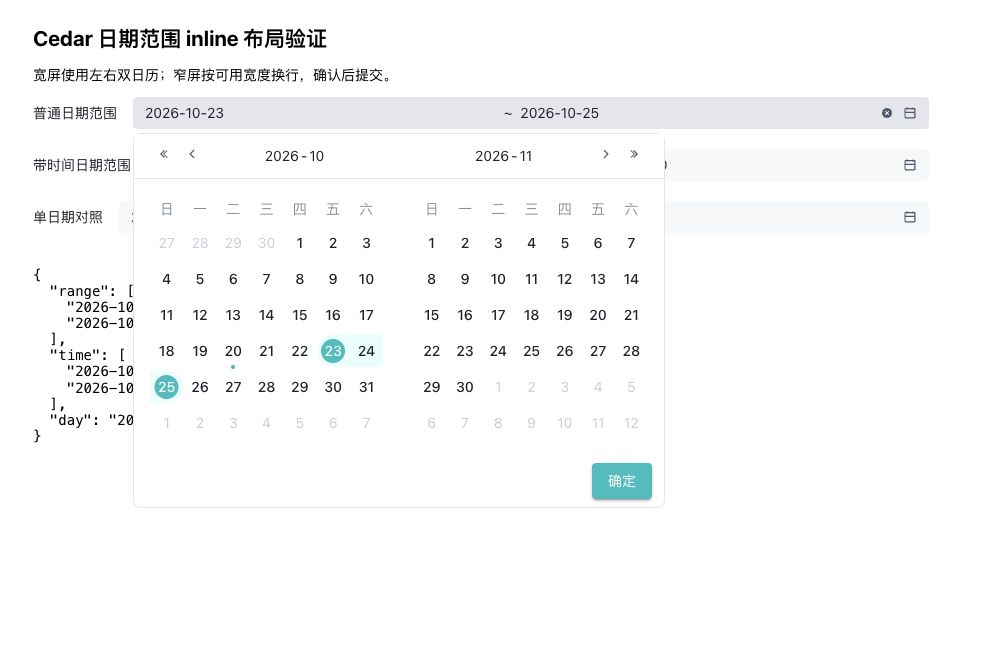 Cedar 日期范围 inline 布局验证
宽屏使用左右双日历；窄屏按可用宽度换行，确认后提交。
普通日期范围 2026-10-23 ~ 2026-10-25
2026-10 2026-11
带时间日期范围
日 一 二 三 四 五 六 日 一 二 三 四 五 六
单日期对照
27 28 29 30 1 2 3 1 2 3 4 5 6 7
{
4 5 6 7 8 9 10 8 9 10 11 12 13 14
"range": [
"2026-10
11 12 13 14 15 16 17 15 16 17 18 19 20 21
"2026-10
],
18 19 20 21 22 23 24 22 23 24 25 26 27 28
"time": [
"2026-10
25 26 27 28 29 30 31 29 30 1 2 3 4 5
"2026-10
],
"day": "20
1 2 3 4 5 6 7 6 7 8 9 10 11 12
}
确定